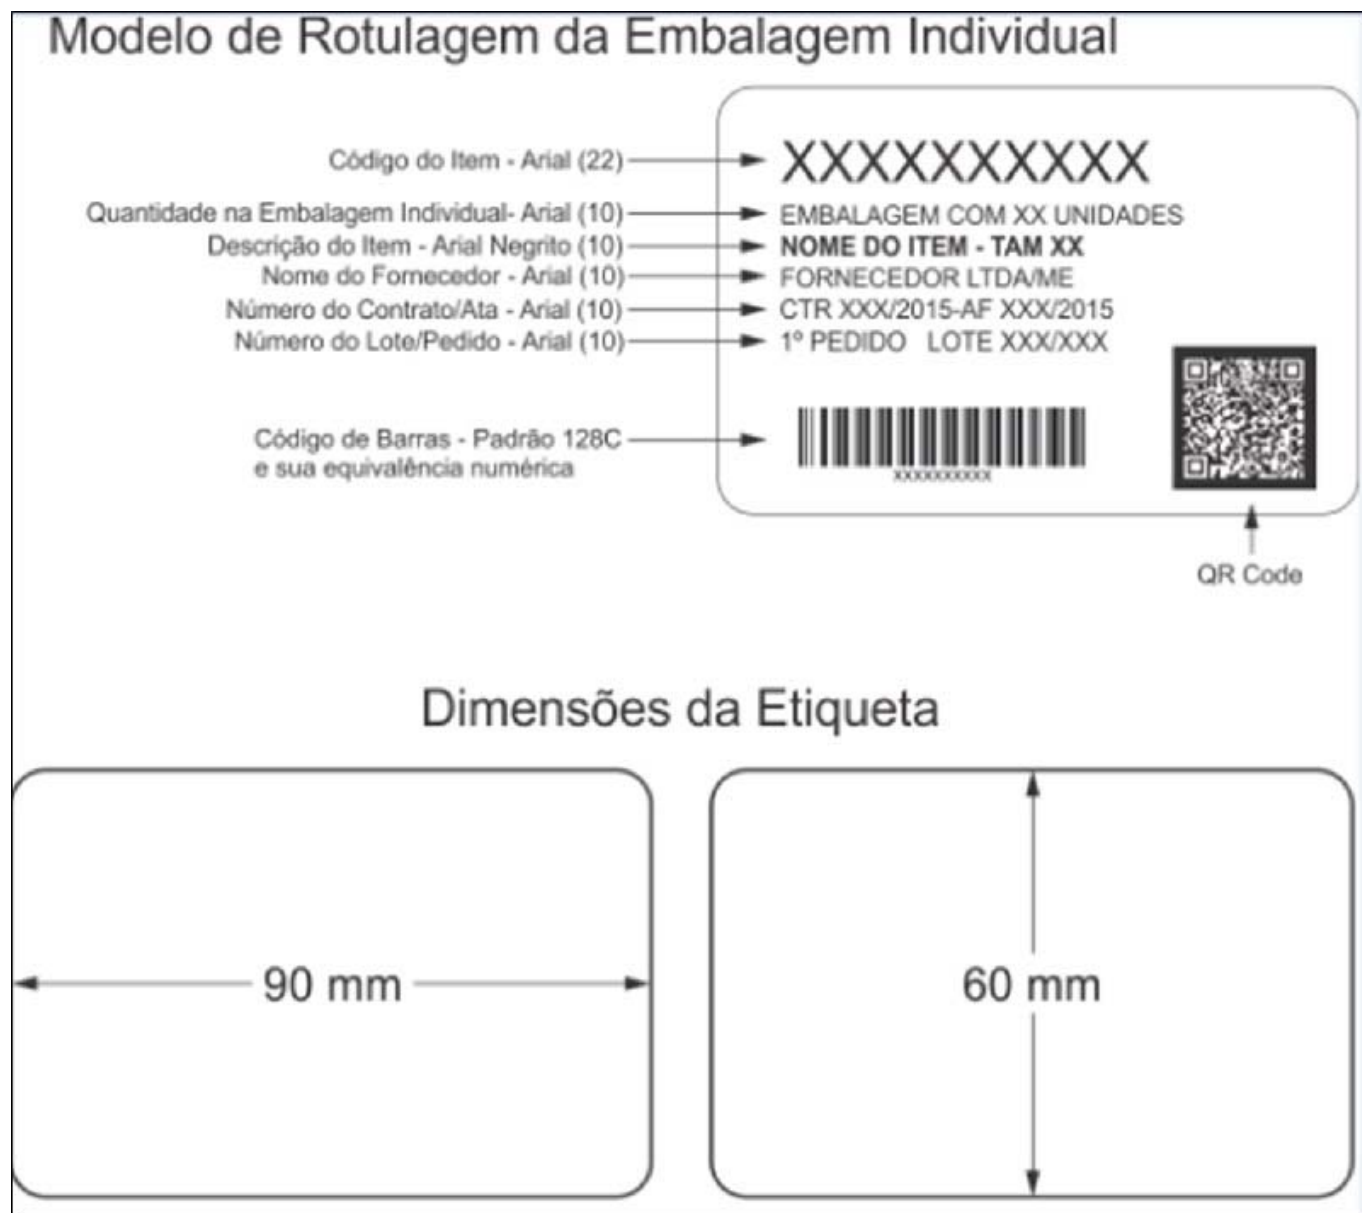 Modelo de Rotulagem da Embalagem Individual
Código do Item - Arial (22)
XXXXXXXXXX
Quantidade na Embalagem Individual- Arial (10)
EMBALAGEM COM XX UNIDADES
Descrição do Item - Arial Negrito (10)
NOME DO ITEM - TAM XX
Nome do Fornecedor - Arial (10)
FORNECEDOR LTDA/ME
Número do Contrato/Ata - Arial (10)
CTR XXX/2015-AF XXX/2015
Número do Lote/Pedido - Arial (10)
1º PEDIDO LOTE XXX/XXX
Código de Barras - Padrão 128C
e sua equivalência numérica
XXXXXXXXXX
QR Code
Dimensões da Etiqueta
90 mm
60 mm